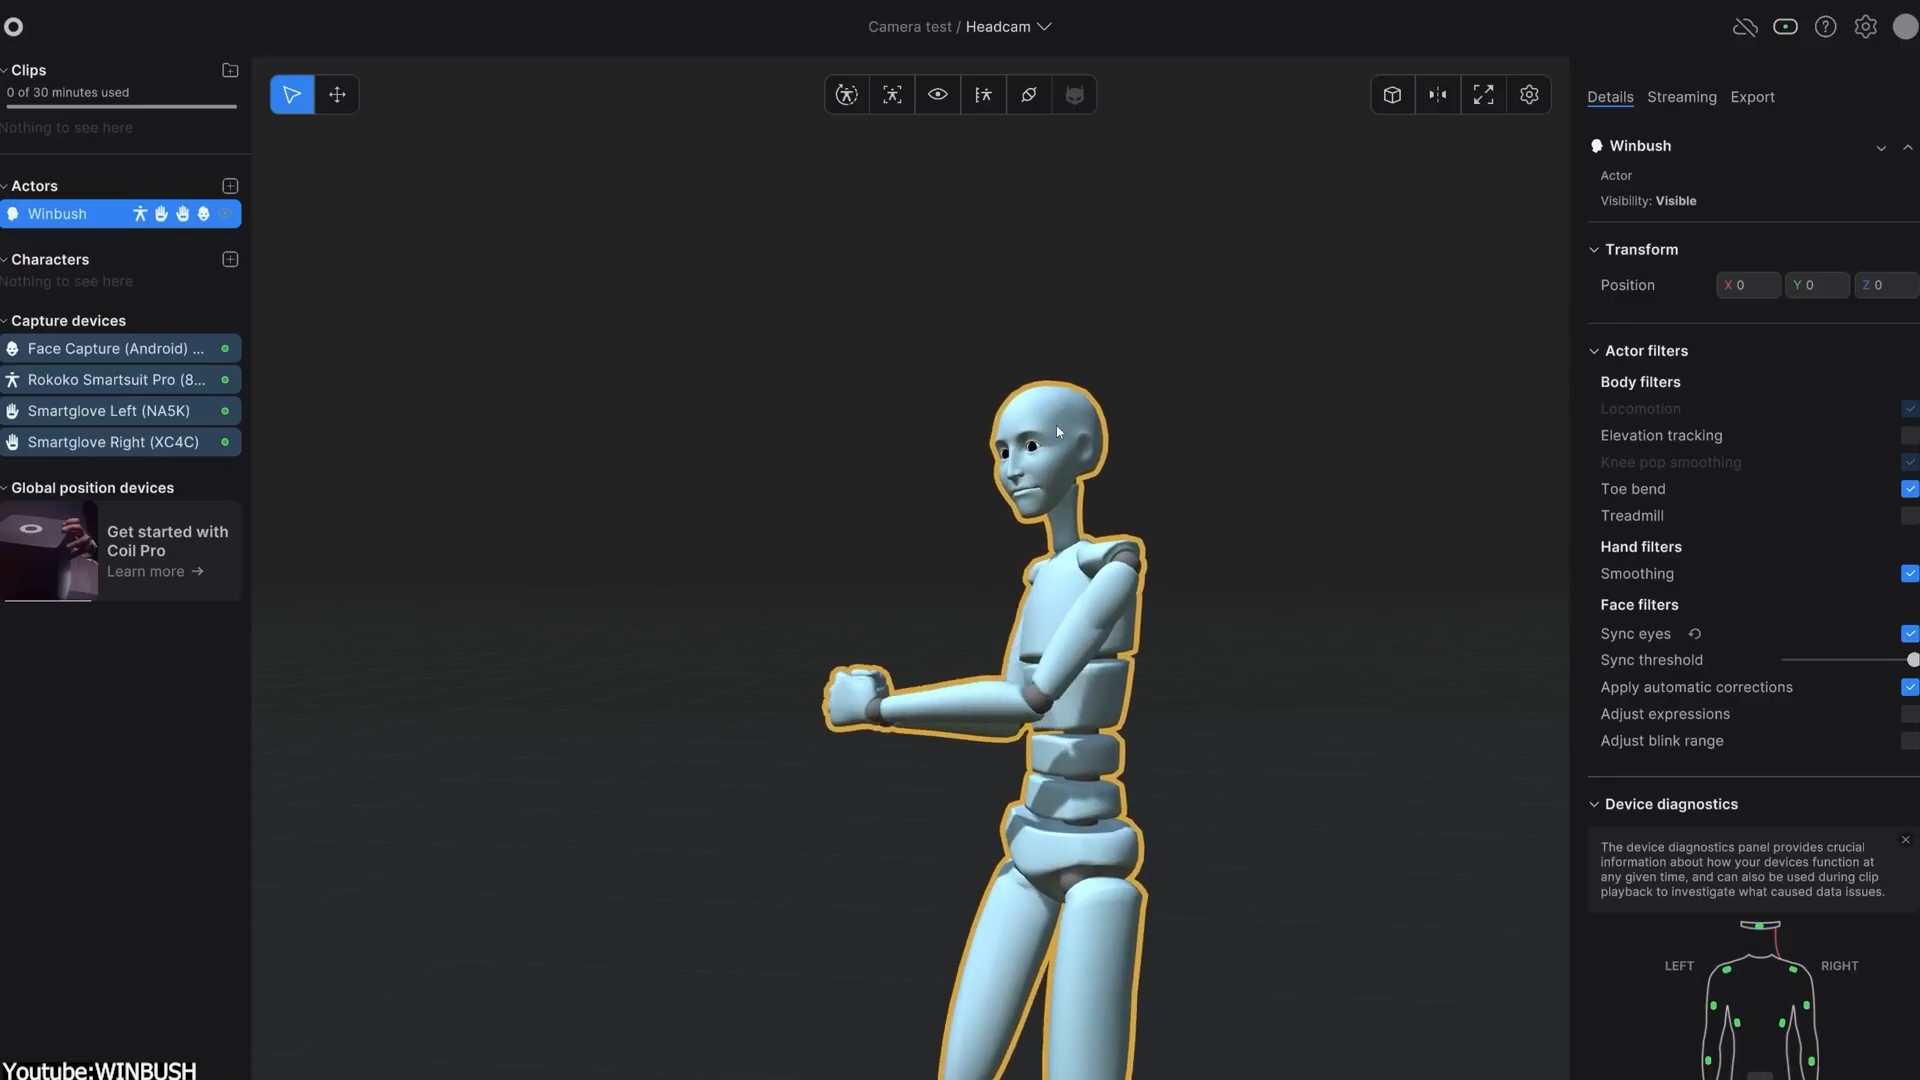 Camera test / Headcam
Clips
0 of 30 minutes used
Nothing to see here
Actors
Winbush
Characters
Nothing to see here
Capture devices
Face Capture (Android) ...
Rokoko Smartsuit Pro (8...
Smartglove Left (NA5K)
Smartglove Right (XC4C)
Global position devices
Get started with
Coil Pro
Learn more →
Youtube:WINBUSH
Details Streaming Export
Winbush
Actor
Visibility: Visible
Transform
Position X 0 Y 0 Z 0
Actor filters
Body filters
Locomotion
Elevation tracking
Knee pop smoothing
Toe bend
Treadmill
Hand filters
Smoothing
Face filters
Sync eyes
Sync threshold
Apply automatic corrections
Adjust expressions
Adjust blink range
Device diagnostics
The device diagnostics panel provides crucial
information about how your devices function at
any given time, and can also be used during clip
playback to investigate what caused data issues.
LEFT RIGHT